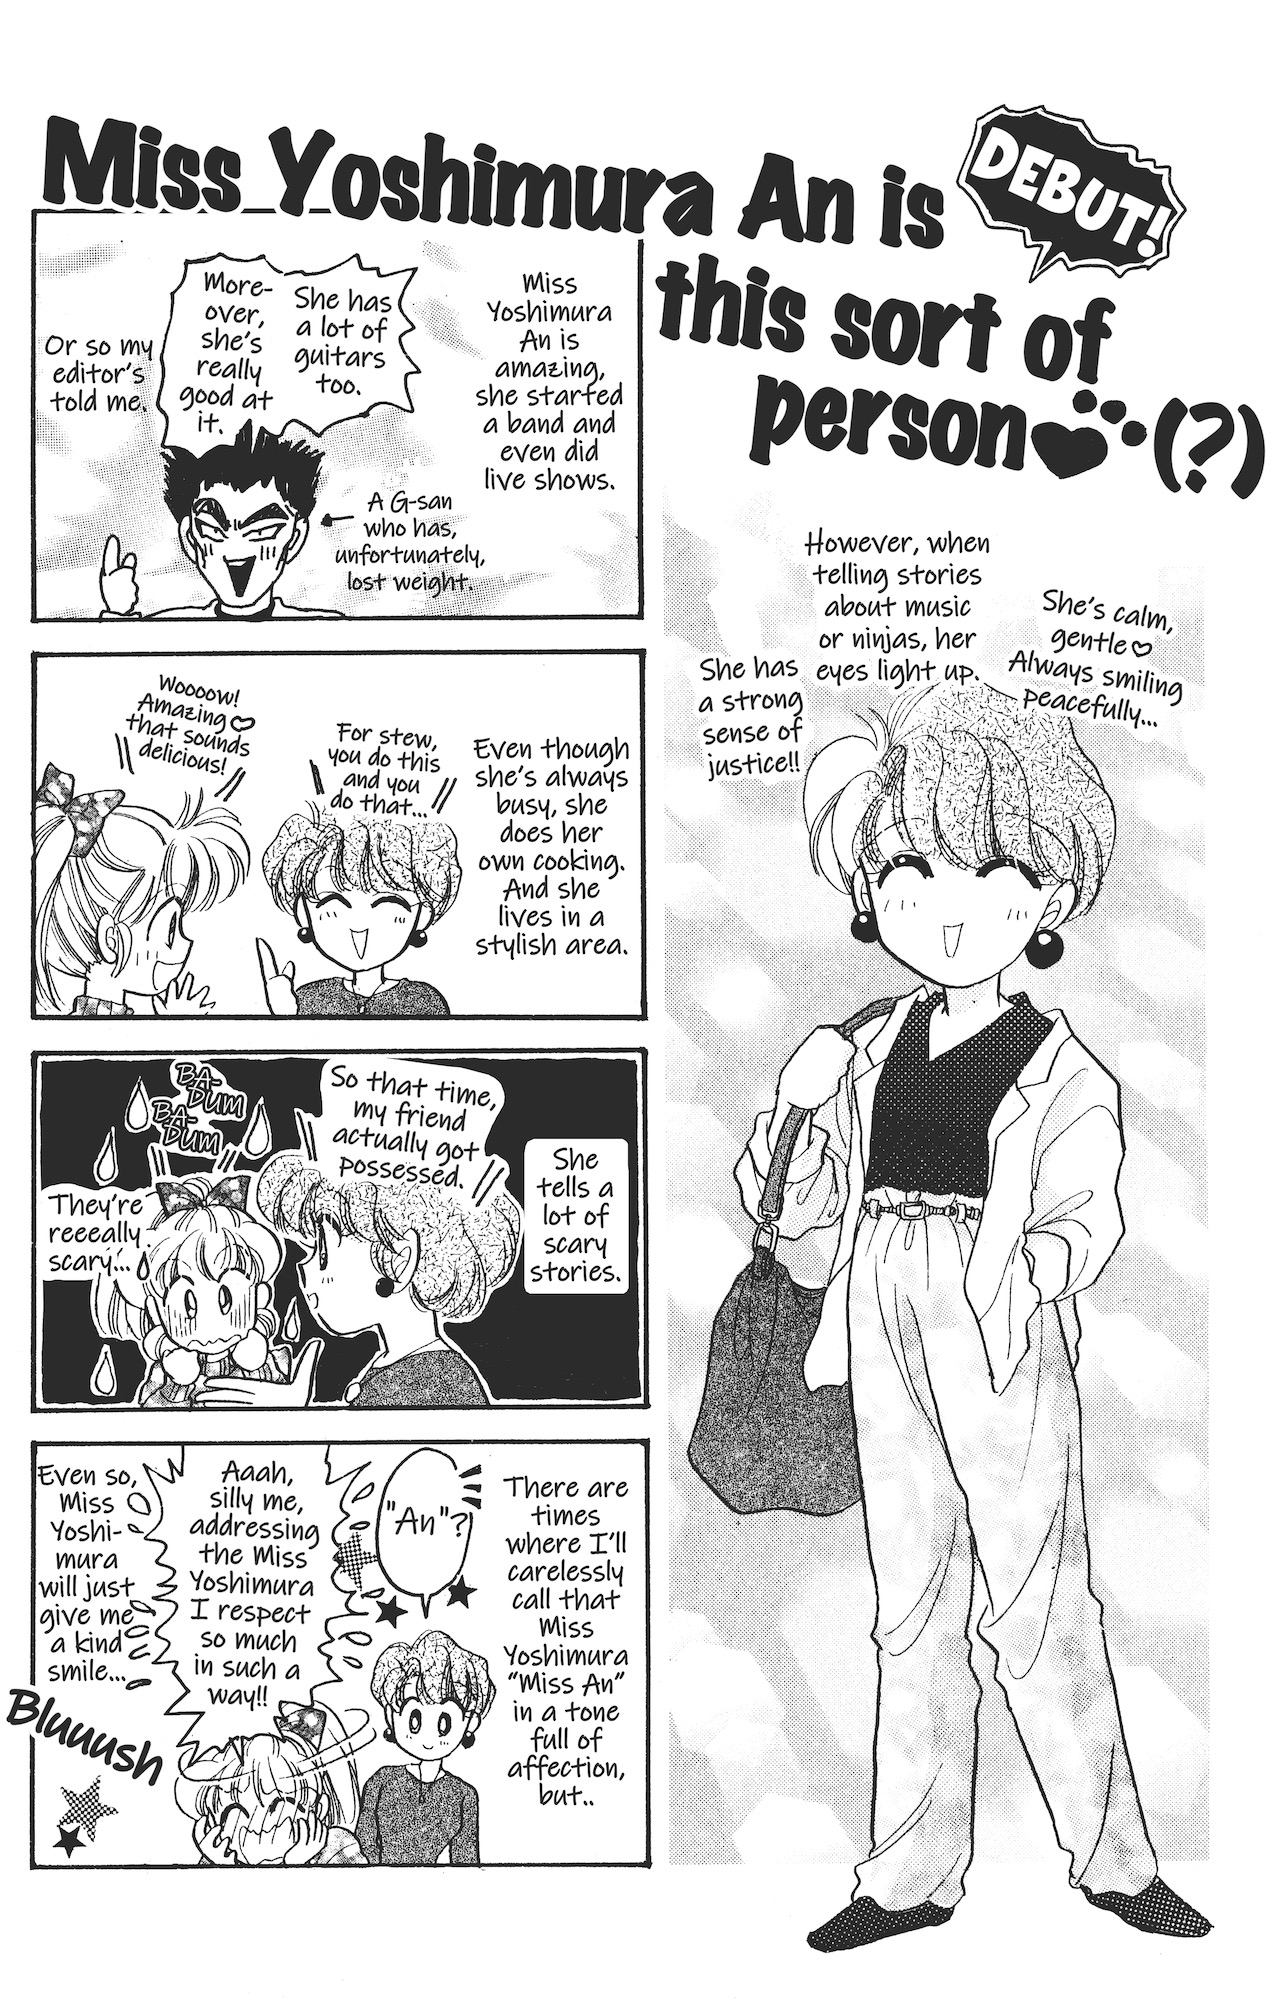 Miss Yoshimura An is
this sort of
person♥(?)
DEBUT!
Miss
Yoshimura
An is
amazing,
she started
a band and
even did
live shows.
She has
a lot of
guitars
too.
More-
over,
she's
really
good at
it.
Or so my
editor's
told me.
A G-san
who has,
unfortunately,
lost weight.
Even though
she's always
busy, she
does her
own cooking.
And she
lives in a
stylish area.
For stew,
you do this
and you
do that...
Woooow!
Amazing♡
that sounds
delicious!
She
tells a
lot of
scary
stories.
So that time,
my friend
actually got
possessed.
BA-
DUM
BA-
DUM
They're
reeeally
scary...
There are
times
where I'll
carelessly
call that
Miss
Yoshimura
“Miss An”
in a tone
full of
affection,
but..
"An"?
Aaah,
silly me,
addressing
the Miss
Yoshimura
I respect
so much
in such a
way!!
Even so,
Miss
Yoshi-
mura
will just
give me
a kind
smile...
Bluuush
She's calm,
gentle♡
Always smiling
peacefully...
However, when
telling stories
about music
or ninjas, her
eyes light up.
She has
a strong
sense of
justice!!